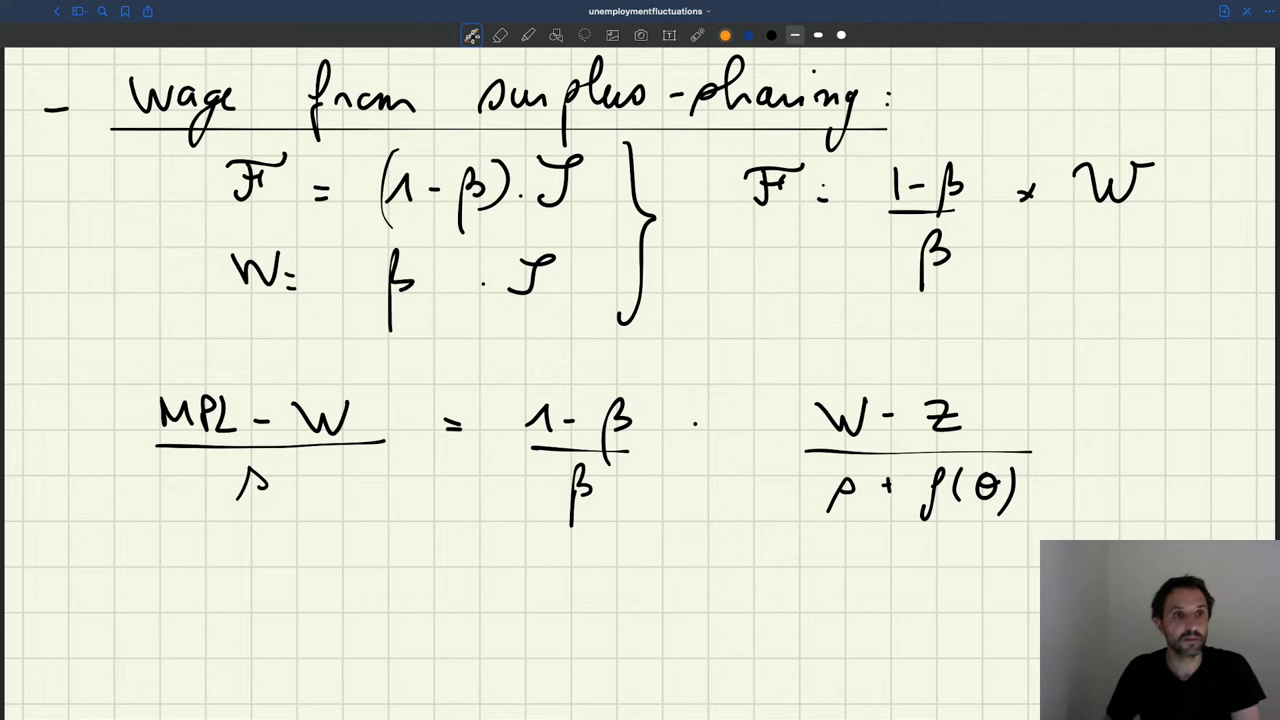 unemploymentfluctuations
- Wage from surplus-sharing:
F = (1-β). S } F = 1-β/β × W
W = β . S
MPL - W / s = 1-β / β . W - Z / s + f(θ)